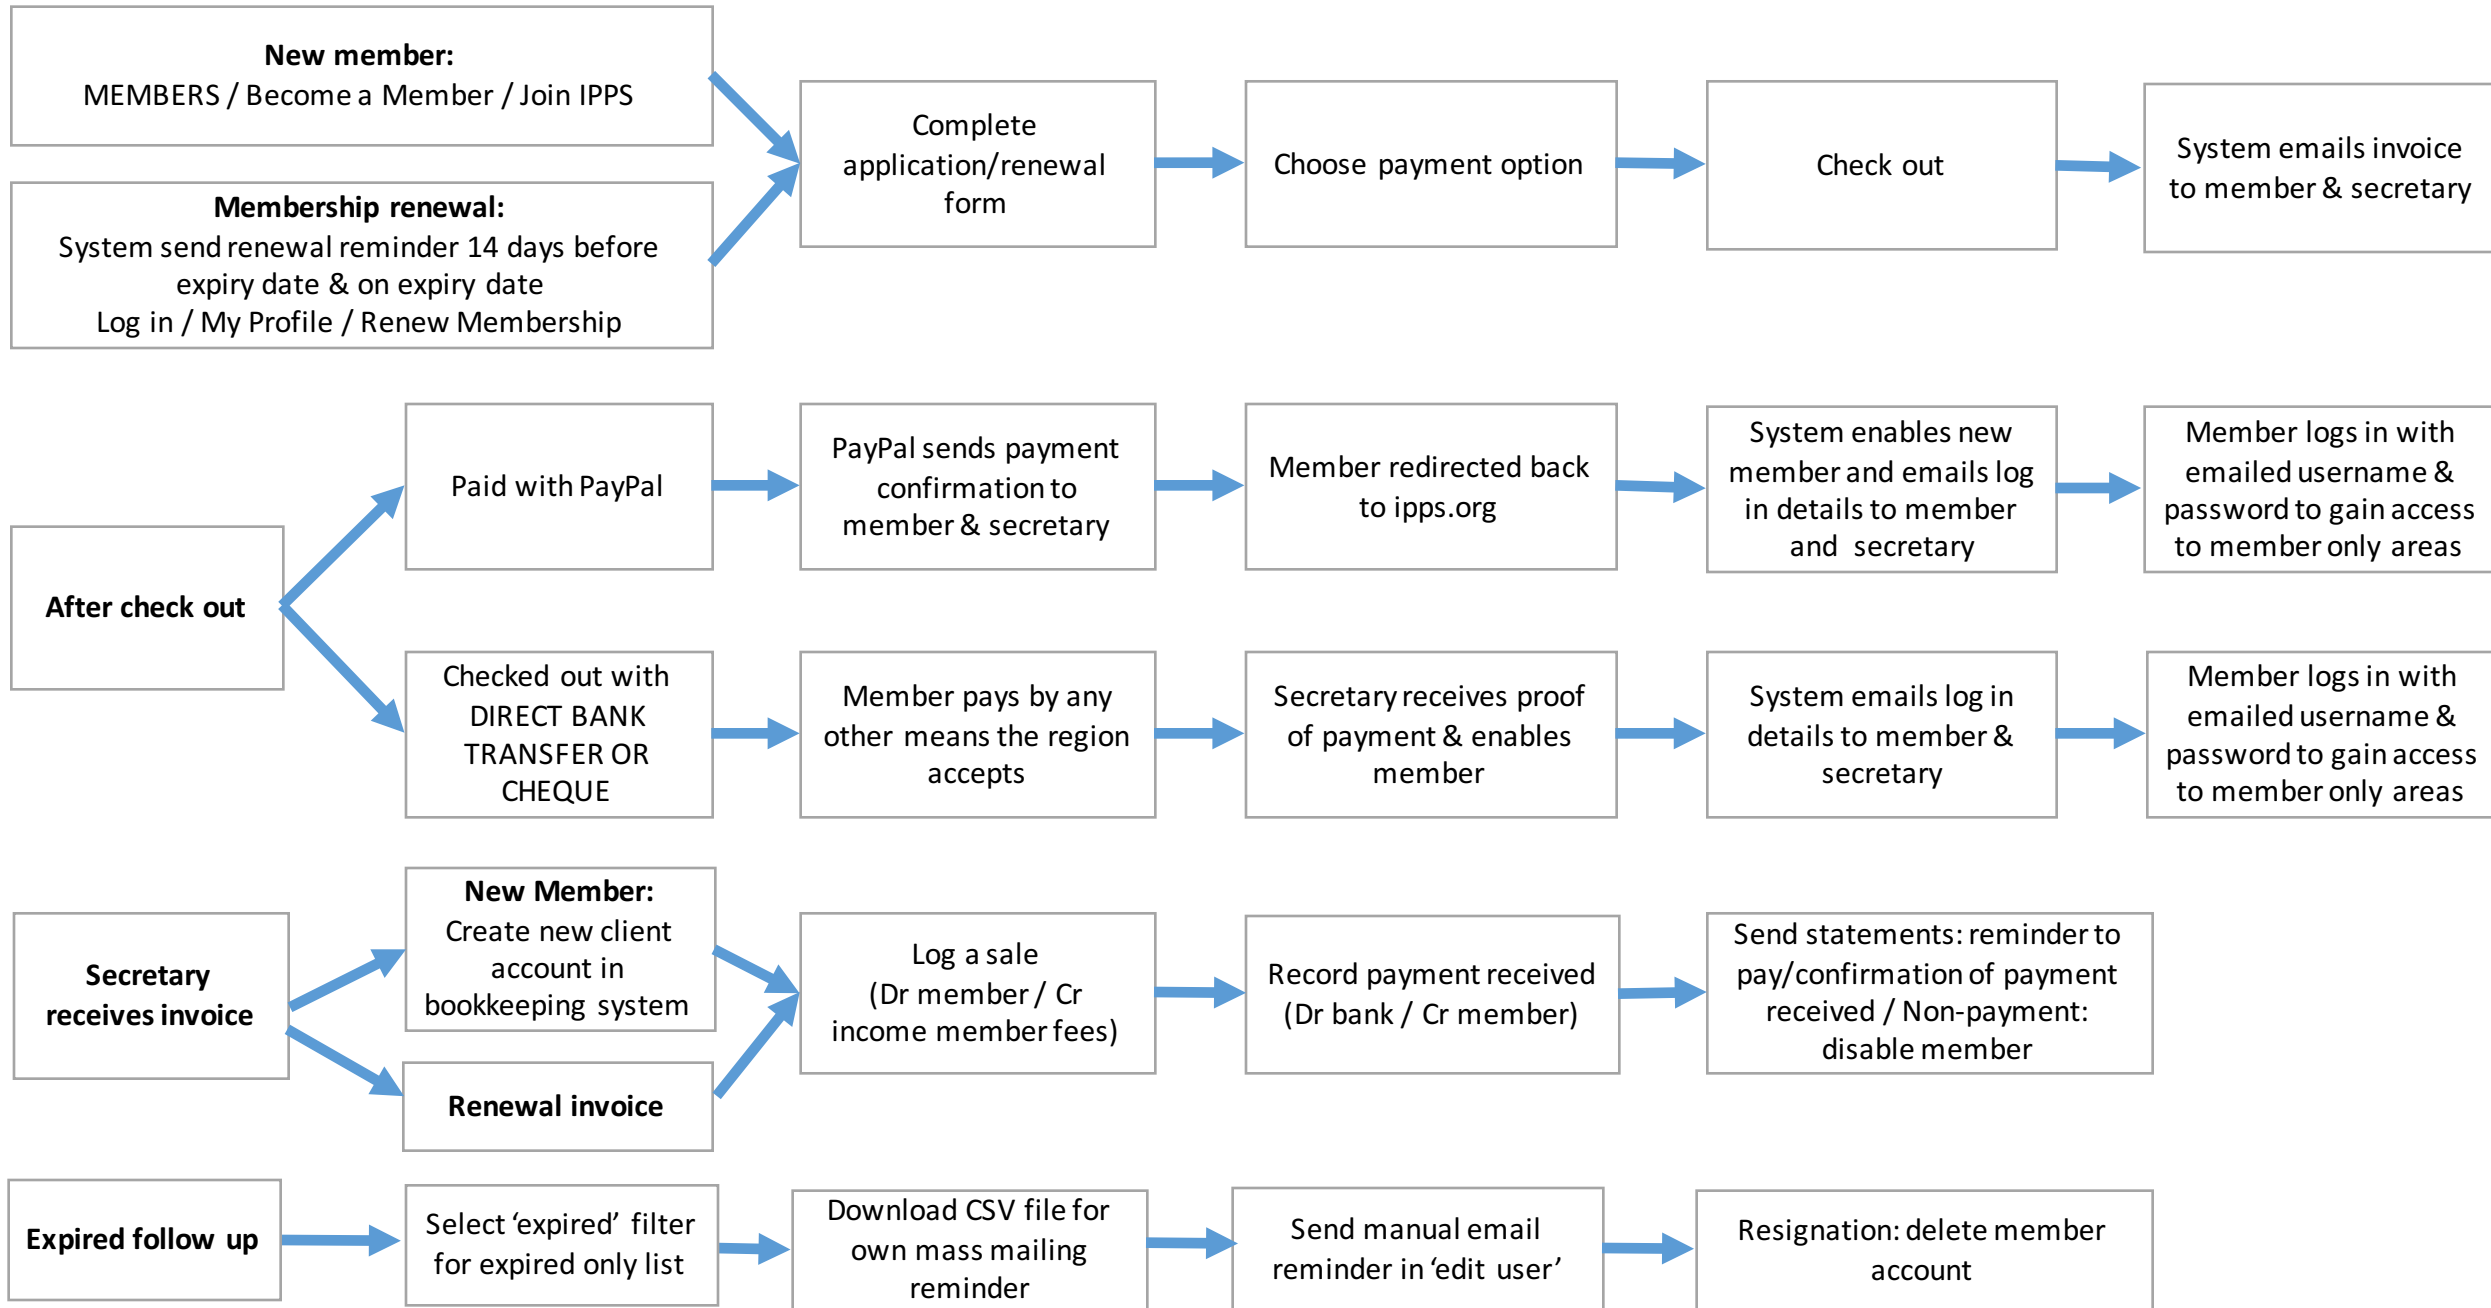 New member:
MEMBERS / Become a Member / Join IPPS
Membership renewal:
System send renewal reminder 14 days before
expiry date & on expiry date
Log in / My Profile / Renew Membership
Complete
application/renewal
form
Choose payment option
Check out
System emails invoice
to member & secretary
After check out
Paid with PayPal
PayPal sends payment
confirmation to
member & secretary
Member redirected back
to ipps.org
System enables new
member and emails log
in details to member
and secretary
Member logs in with
emailed username &
password to gain access
to member only areas
Checked out with
DIRECT BANK
TRANSFER OR
CHEQUE
Member pays by any
other means the region
accepts
Secretary receives proof
of payment & enables
member
System emails log in
details to member &
secretary
Member logs in with
emailed username &
password to gain access
to member only areas
Secretary
receives invoice
New Member:
Create new client
account in
bookkeeping system
Renewal invoice
Log a sale
(Dr member / Cr
income member fees)
Record payment received
(Dr bank / Cr member)
Send statements: reminder to
pay/confirmation of payment
received / Non-payment:
disable member
Expired follow up
Select ‘expired’ filter
for expired only list
Download CSV file for
own mass mailing
reminder
Send manual email
reminder in ‘edit user’
Resignation: delete member
account